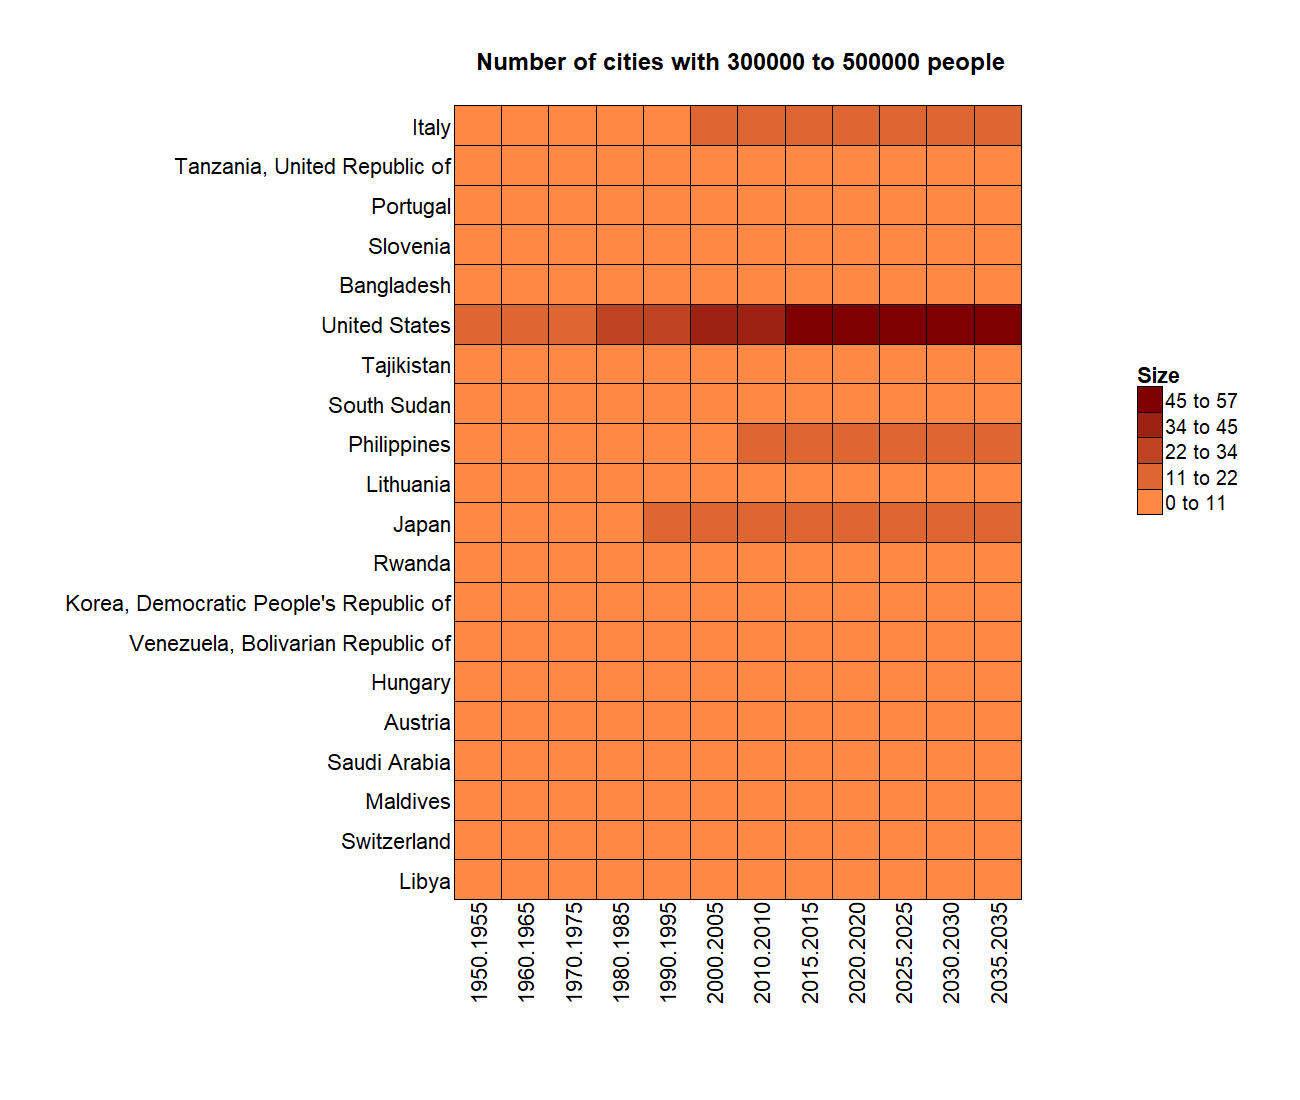 Number of cities with 300000 to 500000 people
Italy
Tanzania, United Republic of
Portugal
Slovenia
Bangladesh
United States
Tajikistan
South Sudan
Philippines
Lithuania
Japan
Rwanda
Korea, Democratic People's Republic of
Venezuela, Bolivarian Republic of
Hungary
Austria
Saudi Arabia
Maldives
Switzerland
Libya
1950.1955
1960.1965
1970.1975
1980.1985
1990.1995
2000.2005
2010.2010
2015.2015
2020.2020
2025.2025
2030.2030
2035.2035
Size
45 to 57
34 to 45
22 to 34
11 to 22
0 to 11